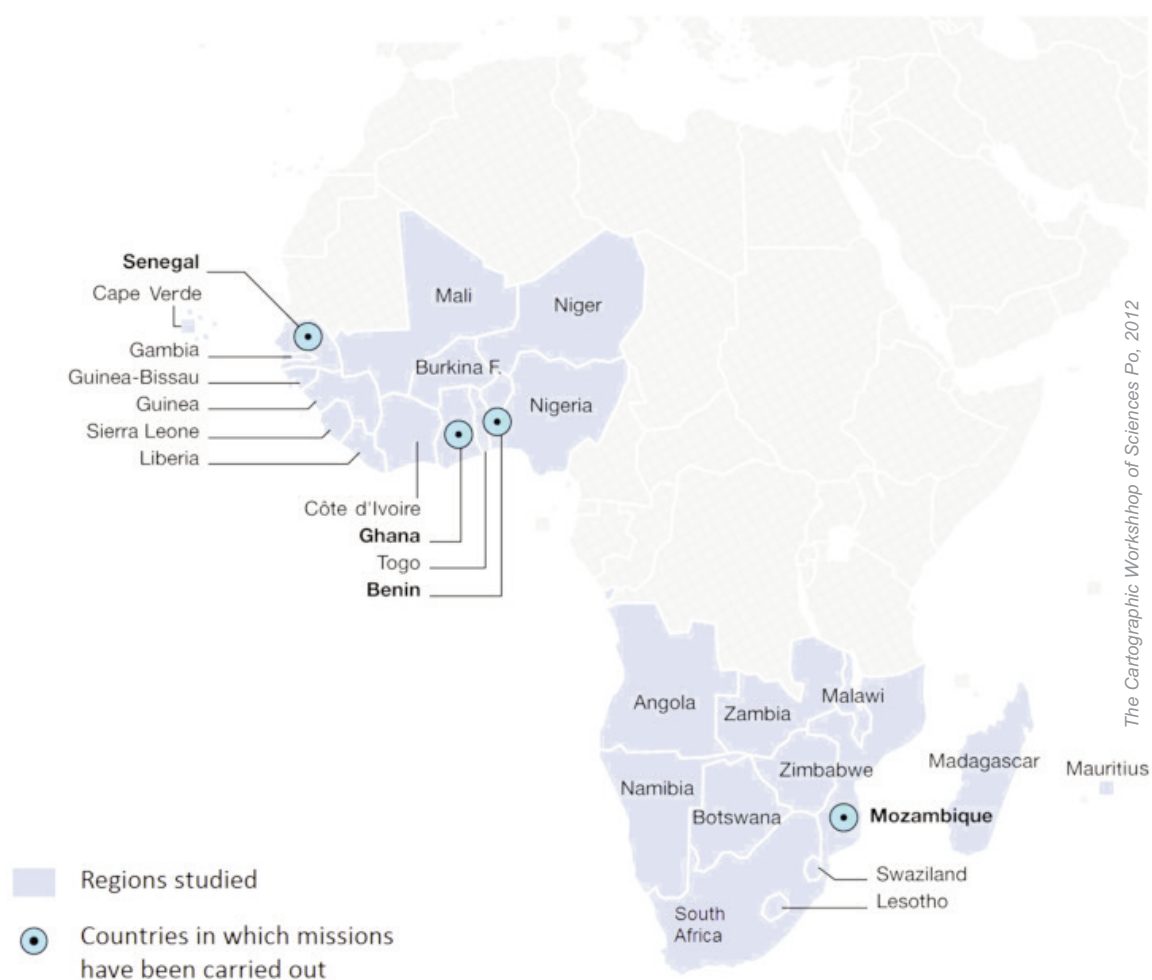 Senegal
Cape Verde
Gambia
Guinea-Bissau
Guinea
Sierra Leone
Liberia
Mali
Niger
Burkina F.
Nigeria
Côte d'Ivoire
Ghana
Togo
Benin
Angola
Zambia
Malawi
Zimbabwe
Namibia
Botswana
Madagascar
Mauritius
Mozambique
Swaziland
Lesotho
South
Africa
Regions studied
Countries in which missions
have been carried out
The Cartographic Workshhop of Sciences Po, 2012